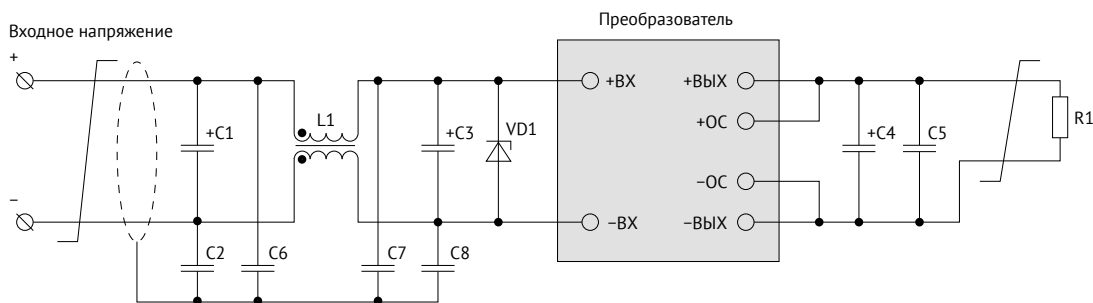 Преобразователь
Входное напряжение
+
+ВХ
+ВЫХ
L1
+C1
+C3
VD1
+ОС
+C4
C5
R1
−ОС
−
−ВХ
−ВЫХ
C2
C6
C7
C8